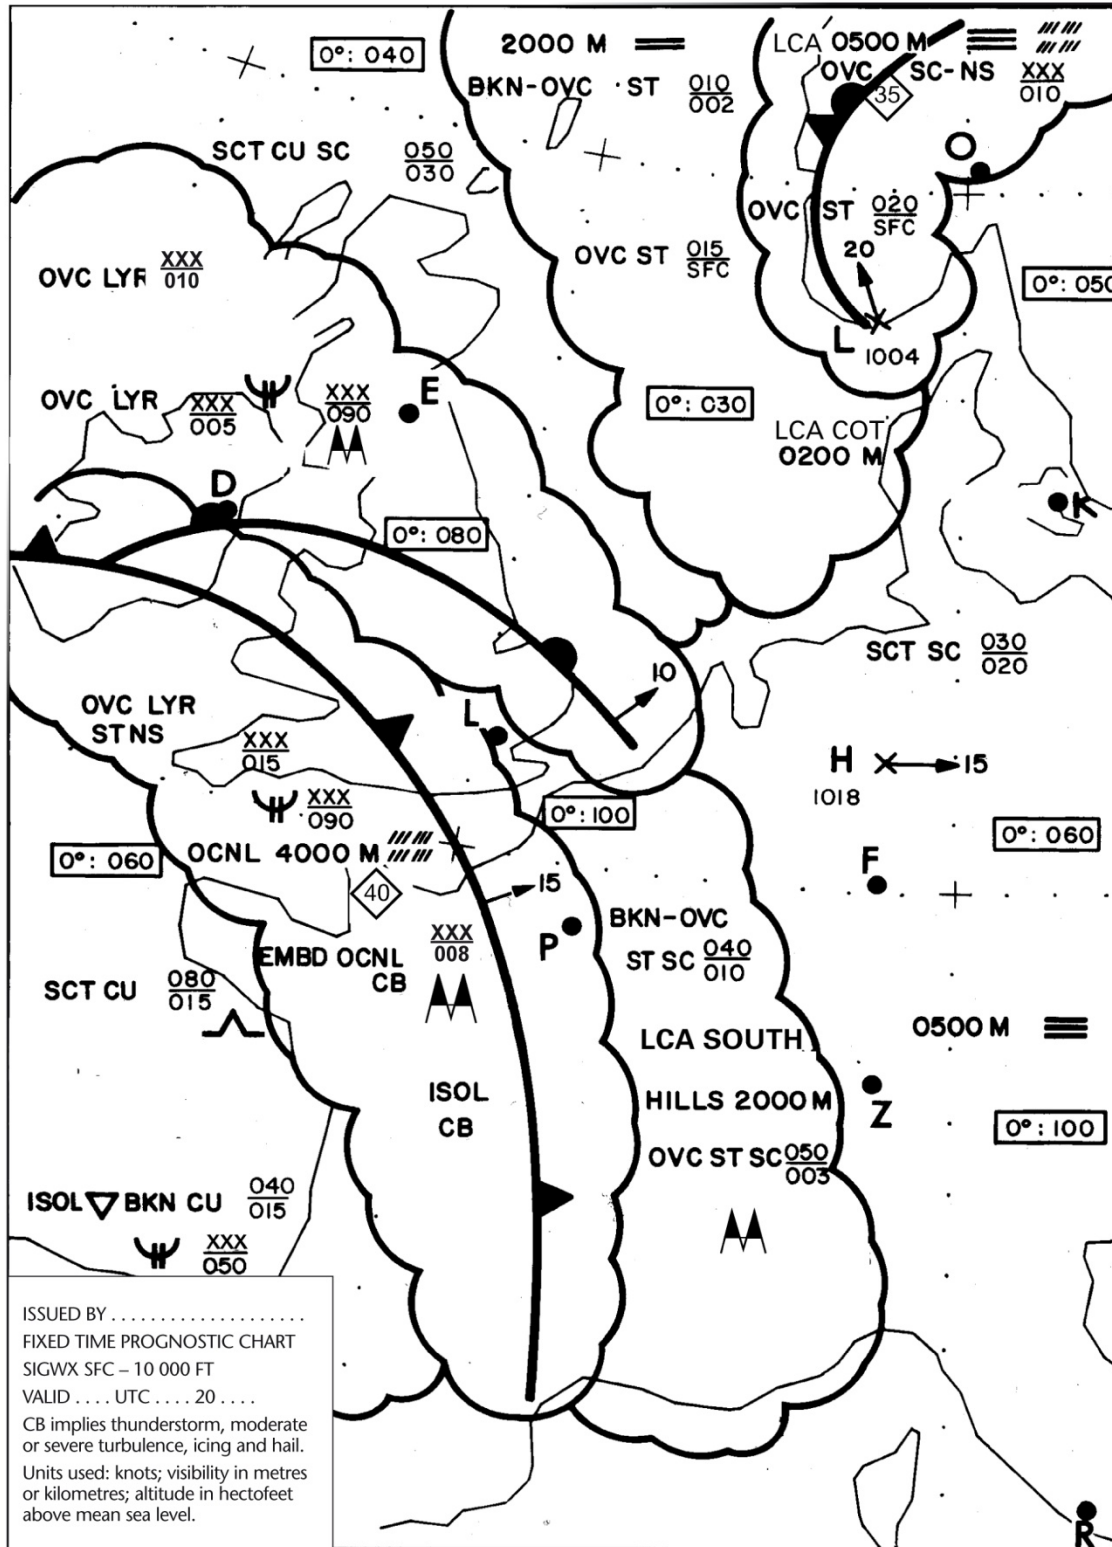 0°: 040
2000 M
LCA 0500 M
BKN-OVC ST 010
002
OVC SC-NS XXX
010
35
SCT CU SC 050
030
O
OVC ST 020
SFC
20
OVC LYR XXX
010
OVC ST 015
SFC
0°: 050
L 1004
OVC LYR XXX
005
XXX
090
E
0°: 030
LCA COT
0200 M
D
K
0°: 080
SCT SC 030
020
10
OVC LYR
ST NS
XXX
015
L
H
1018
15
XXX
090
0°: 100
0°: 060
0°: 060
OCNL 4000 M
40
15
F
EMBD OCNL
CB
XXX
008
P
BKN-OVC
ST SC 040
010
SCT CU 080
015
LCA SOUTH
HILLS 2000 M
OVC ST SC 050
003
0500 M
ISOL
CB
Z
0°: 100
ISOL BKN CU 040
015
XXX
050
ISSUED BY . . . . . . . . . . . . . . . . . . . .
FIXED TIME PROGNOSTIC CHART
SIGWX SFC – 10 000 FT
VALID . . . . UTC . . . . 20 . . . .
CB implies thunderstorm, moderate
or severe turbulence, icing and hail.
Units used: knots; visibility in metres
or kilometres; altitude in hectofeet
above mean sea level.
R